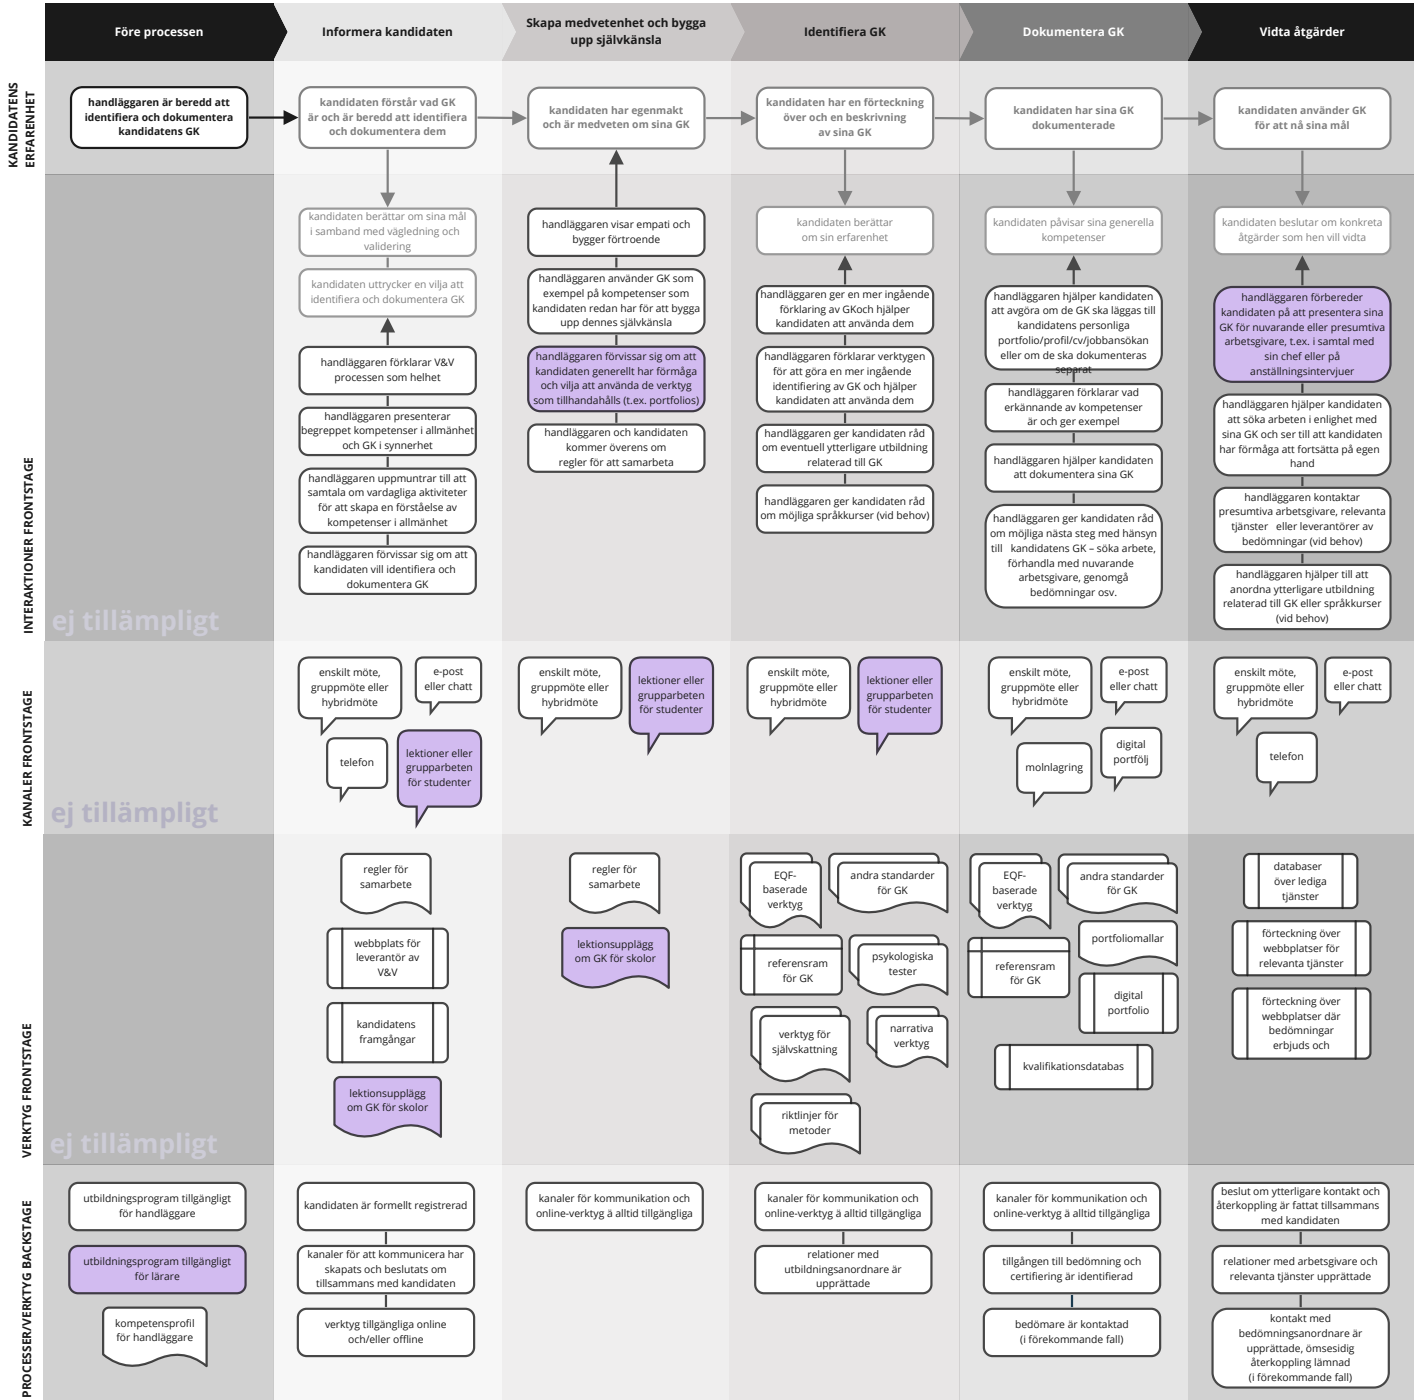 Före processen
Informera kandidaten
Skapa medvetenhet och bygga
upp självkänsla
Identifiera GK
Dokumentera GK
Vidta åtgärder
KANDIDATENS
ERFARENHET
handläggaren är beredd att
identifiera och dokumentera
kandidatens GK
kandidaten förstår vad GK
är och är beredd att identifiera
och dokumentera dem
kandidaten har egenmakt
och är medveten om sina GK
kandidaten har en förteckning
över och en beskrivning
av sina GK
kandidaten har sina GK
dokumenterade
kandidaten använder GK
för att nå sina mål
INTERAKTIONER FRONTSTAGE
ej tillämpligt
kandidaten berättar om sina mål
i samband med vägledning och
validering
kandidaten uttrycker en vilja att
identifiera och dokumentera GK
handläggaren förklarar V&V
processen som helhet
handläggaren presenterar
begreppet kompetenser i allmänhet
och GK i synnerhet
handläggaren uppmuntrar till att
samtala om vardagliga aktiviteter
för att skapa en förståelse av
kompetenser i allmänhet
handläggaren förvissar sig om att
kandidaten vill identifiera och
dokumentera GK
handläggaren visar empati och
bygger förtroende
handläggaren använder GK som
exempel på kompetenser som
kandidaten redan har för att bygga
upp dennes självkänsla
handläggaren förvissar sig om att
kandidaten generellt har förmåga
och vilja att använda de verktyg
som tillhandahålls (t.ex. portfolios)
handläggaren och kandidaten
kommer överens om
regler för att samarbeta
kandidaten berättar
om sin erfarenhet
handläggaren ger en mer ingående
förklaring av GKoch hjälper
kandidaten att använda dem
handläggaren förklarar verktygen
för att göra en mer ingående
identifiering av GK och hjälper
kandidaten att använda dem
handläggaren ger kandidaten råd
om eventuell ytterligare utbildning
relaterad till GK
handläggaren ger kandidaten råd
om möjliga språkkurser (vid behov)
kandidaten påvisar sina generella
kompetenser
handläggaren hjälper kandidaten
att avgöra om de GK ska läggas till
kandidatens personliga
portfolio/profil/cv/jobbansökan
eller om de ska dokumenteras
separat
handläggaren förklarar vad
erkännande av kompetenser
är och ger exempel
handläggaren hjälper kandidaten
att dokumentera sina GK
handläggaren ger kandidaten råd
om möjliga nästa steg med hänsyn
till kandidatens GK – söka arbete,
förhandla med nuvarande
arbetsgivare, genomgå
bedömningar osv.
kandidaten beslutar om konkreta
åtgärder som hen vill vidta
handläggaren förbereder
kandidaten på att presentera sina
GK för nuvarande eller presumtiva
arbetsgivare, t.ex. i samtal med
sin chef eller på
anställningsintervjuer
handläggaren hjälper kandidaten
att söka arbeten i enlighet med
sina GK och ser till att kandidaten
har förmåga att fortsätta på egen
hand
handläggaren kontaktar
presumtiva arbetsgivare, relevanta
tjänster eller leverantörer av
bedömningar (vid behov)
handläggaren hjälper till att
anordna ytterligare utbildning
relaterad till GK eller språkkurser
(vid behov)
KANALER FRONTSTAGE
ej tillämpligt
enskilt möte,
gruppmöte eller
hybridmöte
e-post
eller chatt
telefon
lektioner eller
grupparbeten
för studenter
enskilt möte,
gruppmöte eller
hybridmöte
lektioner eller
grupparbeten
för studenter
enskilt möte,
gruppmöte eller
hybridmöte
lektioner eller
grupparbeten
för studenter
enskilt möte,
gruppmöte eller
hybridmöte
e-post
eller chatt
molnlagring
digital
portfölj
enskilt möte,
gruppmöte eller
hybridmöte
e-post
eller chatt
telefon
VERKTYG FRONTSTAGE
ej tillämpligt
regler för
samarbete
webbplats för
leverantör av
V&V
kandidatens
framgångar
lektionsupplägg
om GK för skolor
regler för
samarbete
lektionsupplägg
om GK för skolor
EQF-
baserade
verktyg
andra standarder
för GK
referensram
för GK
psykologiska
tester
verktyg för
självskattning
narrativa
verktyg
riktlinjer för
metoder
EQF-
baserade
verktyg
andra standarder
för GK
portfoliomallar
referensram
för GK
digital
portfolio
kvalifikationsdatabas
databaser
över lediga
tjänster
förteckning över
webbplatser för
relevanta tjänster
förteckning över
webbplatser där
bedömningar
erbjuds och
PROCESSER/VERKTYG BACKSTAGE
utbildningsprogram tillgängligt
för handläggare
utbildningsprogram tillgängligt
för lärare
kompetensprofil
för handläggare
kandidaten är formellt registrerad
kanaler för att kommunicera har
skapats och beslutats om
tillsammans med kandidaten
verktyg tillgängliga online
och/eller offline
kanaler för kommunikation och
online-verktyg ä alltid tillgängliga
kanaler för kommunikation och
online-verktyg ä alltid tillgängliga
relationer med
utbildningsanordnare är
upprättade
kanaler för kommunikation och
online-verktyg ä alltid tillgängliga
tillgången till bedömning och
certifiering är identifierad
bedömare är kontaktad
(i förekommande fall)
beslut om ytterligare kontakt och
återkoppling är fattat tillsammans
med kandidaten
relationer med arbetsgivare och
relevanta tjänster upprättade
kontakt med
bedömningsanordnare är
upprättade, ömsesidig
återkoppling lämnad
(i förekommande fall)